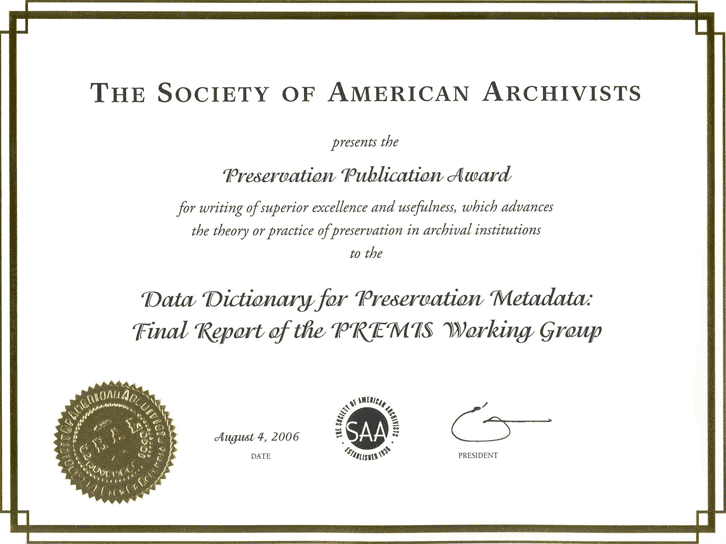 THE SOCIETY OF AMERICAN ARCHIVISTS
presents the
Preservation Publication Award
for writing of superior excellence and usefulness, which advances
the theory or practice of preservation in archival institutions
to the
Data Dictionary for Preservation Metadata:
Final Report of the PREMIS Working Group
August 4, 2006
DATE
THE SOCIETY OF AMERICAN ARCHIVISTS
SAA
ESTABLISHED 1936
PRESIDENT